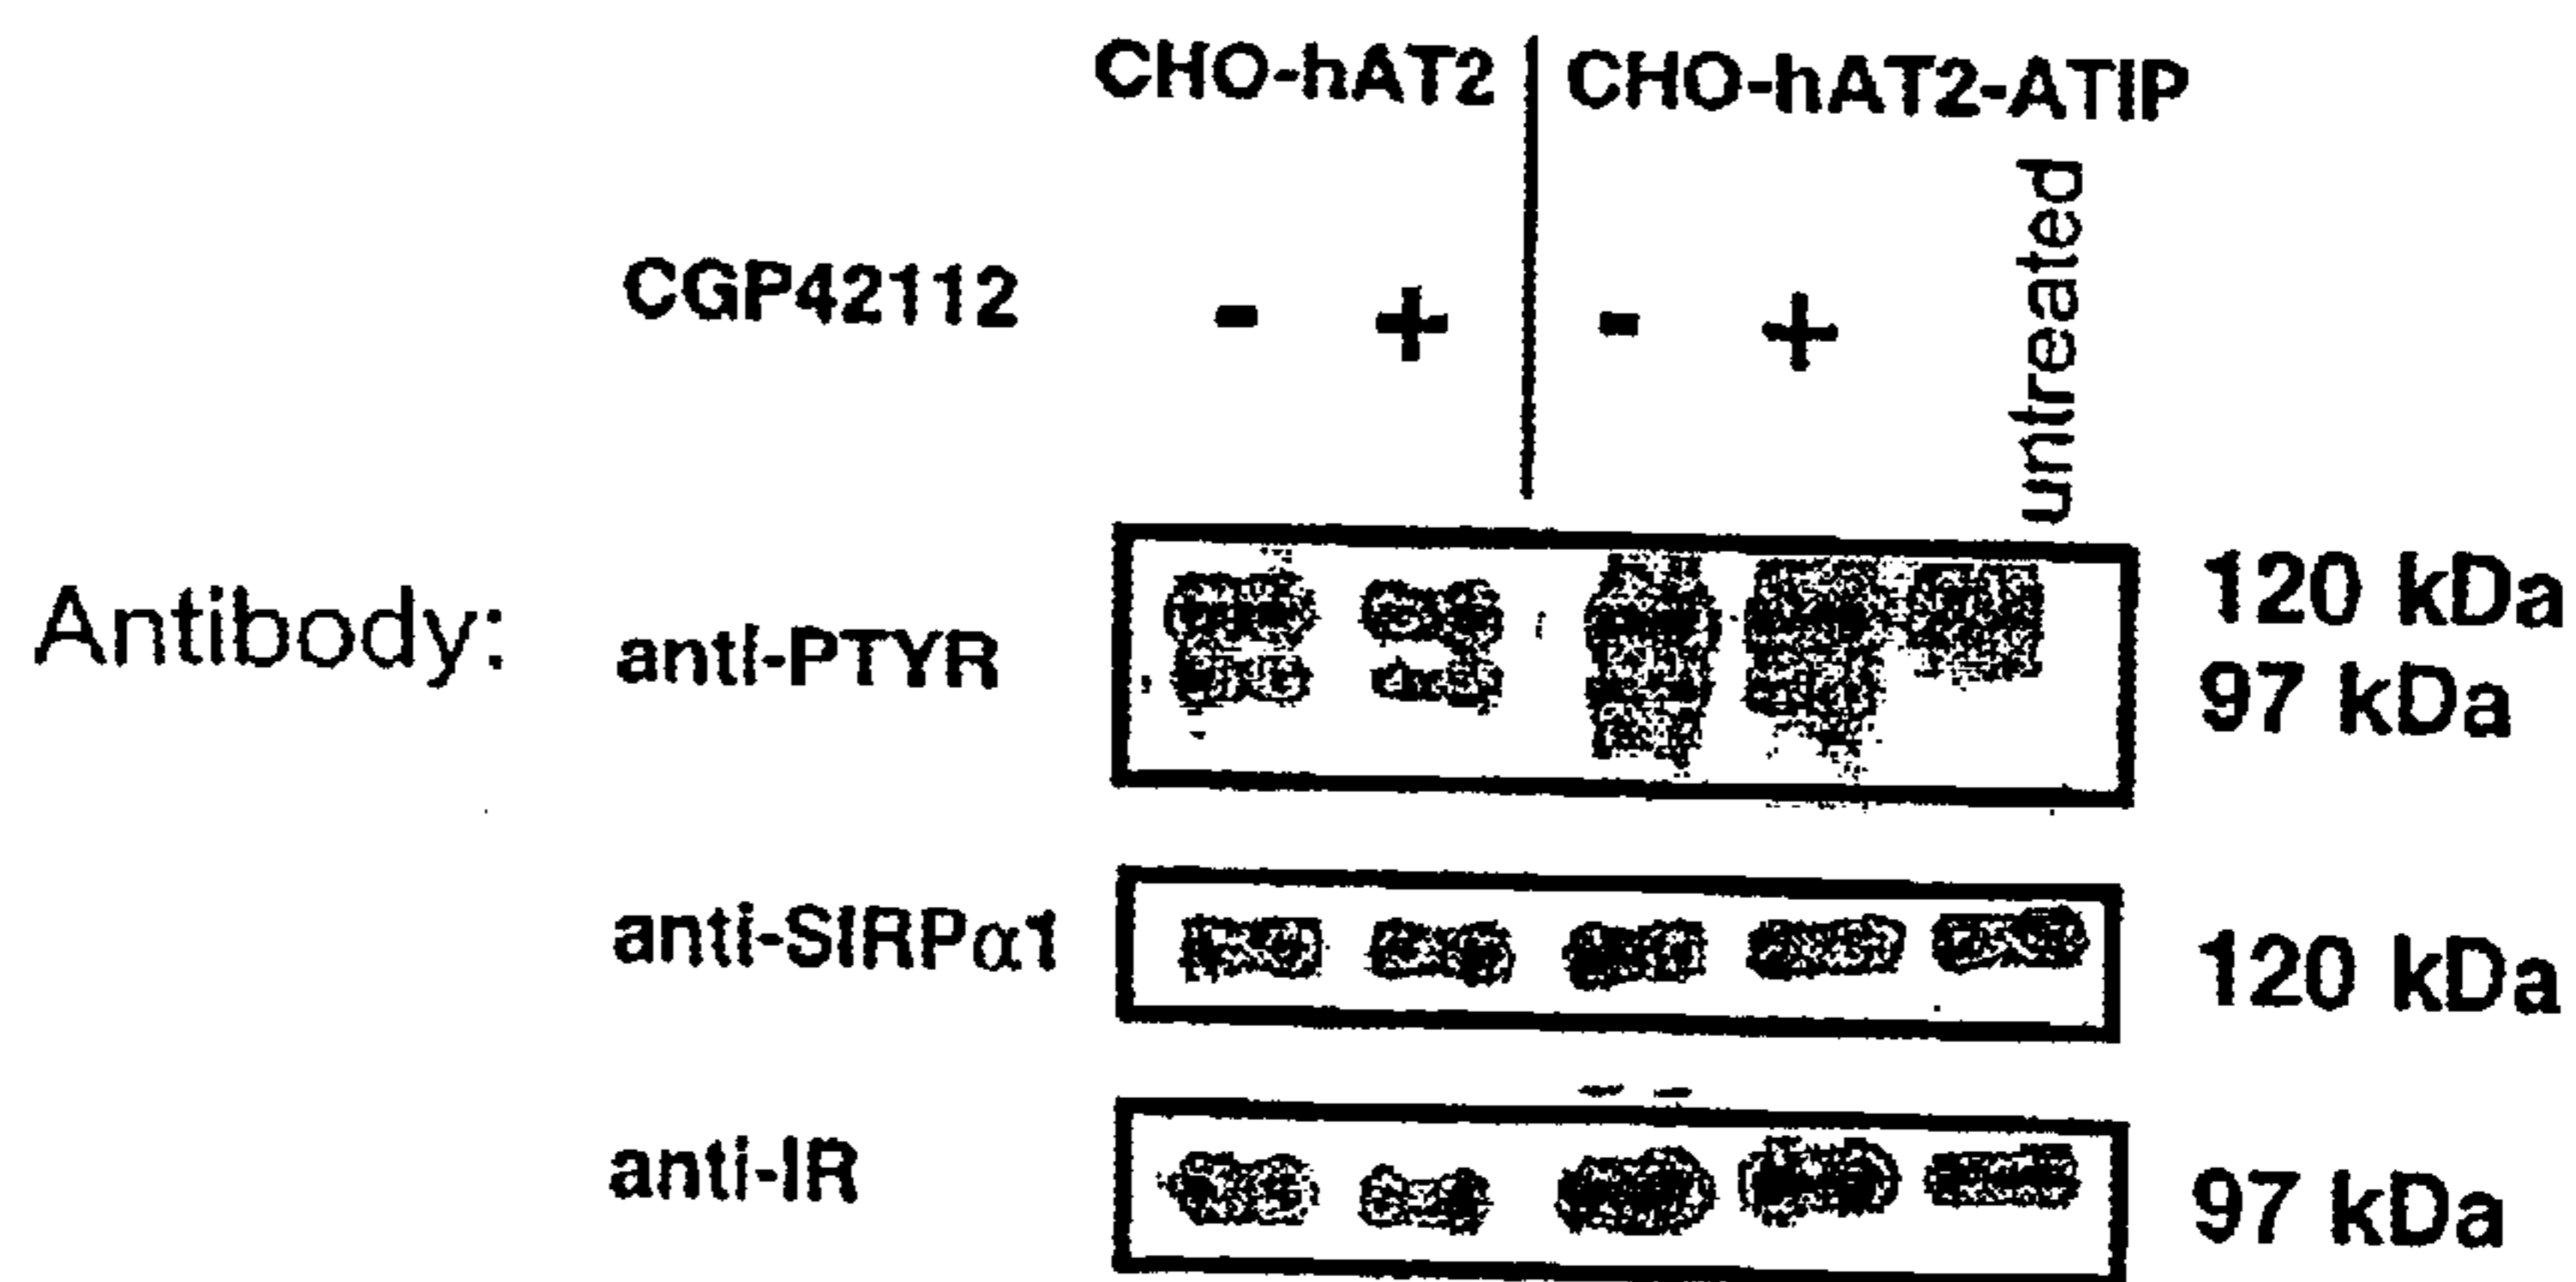 CHO-hAT2 CHO-hAT2-ATIP
untreated
CGP42112 - + - +
Antibody: anti-PTYR 120 kDa
97 kDa
anti-SIRPα1 120 kDa
anti-IR 97 kDa